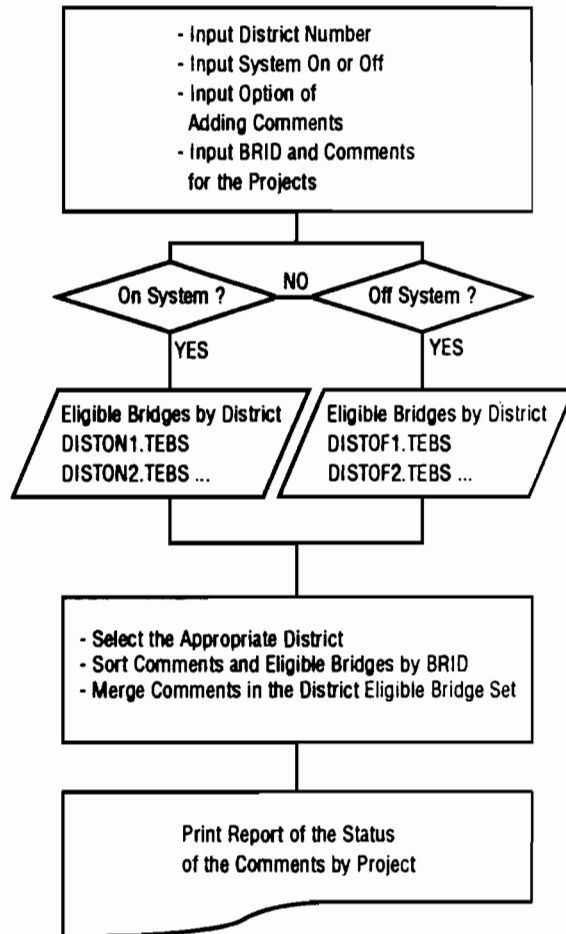 - Input District Number
- Input System On or Off
- Input Option of
Adding Comments
- Input BRID and Comments
for the Projects
On System ?
NO
Off System ?
YES
YES
Eligible Bridges by District
DISTON1.TEBS
DISTON2.TEBS ...
Eligible Bridges by District
DISTOF1.TEBS
DISTOF2.TEBS ...
- Select the Appropriate District
- Sort Comments and Eligible Bridges by BRID
- Merge Comments in the District Eligible Bridge Set
Print Report of the Status
of the Comments by Project